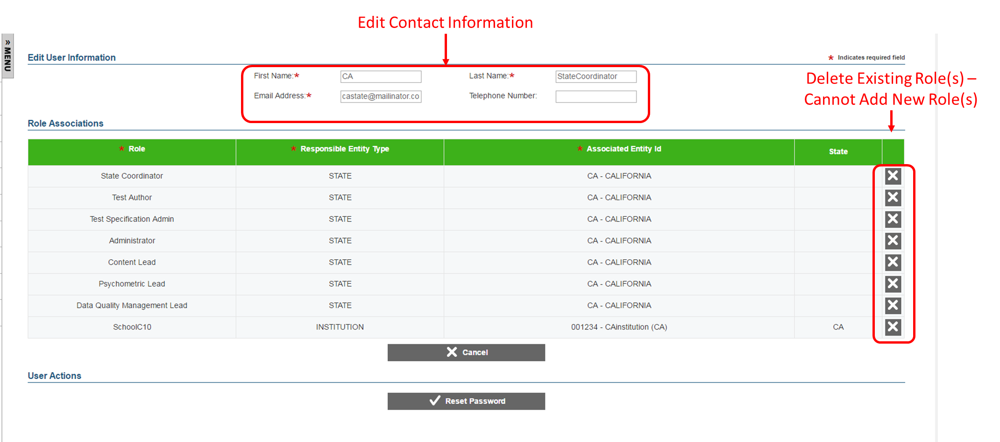 Edit Contact Information
» MENU
Edit User Information
* Indicates required field
First Name:* CA Last Name:* StateCoordinator
Email Address:* castate@mailinator.co Telephone Number:
Delete Existing Role(s) –
Cannot Add New Role(s)
Role Associations
* Role * Responsible Entity Type * Associated Entity Id State
State Coordinator STATE CA - CALIFORNIA
Test Author STATE CA - CALIFORNIA
Test Specification Admin STATE CA - CALIFORNIA
Administrator STATE CA - CALIFORNIA
Content Lead STATE CA - CALIFORNIA
Psychometric Lead STATE CA - CALIFORNIA
Data Quality Management Lead STATE CA - CALIFORNIA
SchoolC10 INSTITUTION 001234 - CAinstitution (CA) CA
Cancel
User Actions
Reset Password